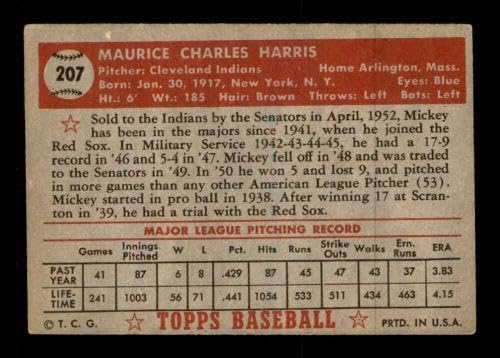 207
MAURICE CHARLES HARRIS
Pitcher: Cleveland Indians Home Arlington, Mass.
Born: Jan. 30, 1917, New York, N. Y. Eyes: Blue
Ht.: 6' Wt.: 185 Hair: Brown Throws: Left Bats: Left
Sold to the Indians by the Senators in April, 1952, Mickey
has been in the majors since 1941, when he joined the
Red Sox. In Military Service 1942-43-44-45, he had a 17-9
record in '46 and 5-4 in '47. Mickey fell off in '48 and was traded
to the Senators in '49. In '50 he won 5 and lost 9, and pitched
in more games than any other American League Pitcher (53).
Mickey started in pro ball in 1938. After winning 17 at Scran-
ton in '39, he had a trial with the Red Sox.
MAJOR LEAGUE PITCHING RECORD
Games Innings Pitched W L Pct. Hits Runs Strike Outs Walks Ern. Runs ERA
PAST YEAR 41 87 6 8 .429 87 43 47 43 37 3.83
LIFE-TIME 241 1003 56 71 .441 1054 533 511 434 463 4.15
© T. C. G. TOPPS BASEBALL PRTD. IN U.S.A.